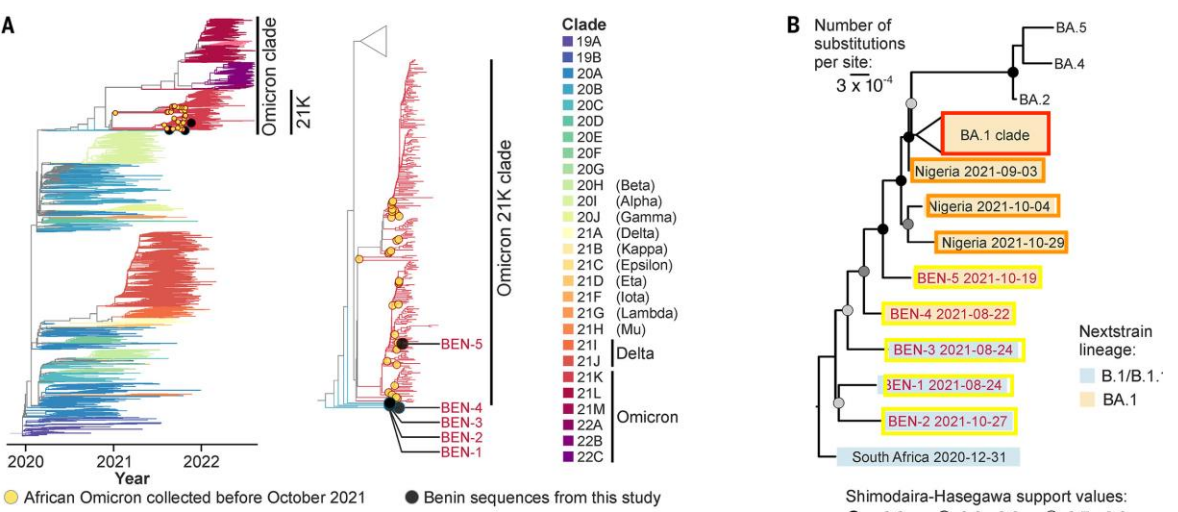 A
Omicron clade
21K
2020
2021
2022
Year
Omicron 21K clade
BEN-5
BEN-4
BEN-3
BEN-2
BEN-1
Clade
19A
19B
20A
20B
20C
20D
20E
20F
20G
20H (Beta)
20I (Alpha)
20J (Gamma)
21A (Delta)
21B (Kappa)
21C (Epsilon)
21D (Eta)
21F (Iota)
21G (Lambda)
21H (Mu)
21I
21J
Delta
21K
21L
21M
22A
22B
22C
Omicron
African Omicron collected before October 2021
Benin sequences from this study
B
Number of
substitutions
per site:
3 x 10⁻⁴
BA.5
BA.4
BA.2
BA.1 clade
Nigeria 2021-09-03
Nigeria 2021-10-04
Nigeria 2021-10-29
BEN-5 2021-10-19
BEN-4 2021-08-22
BEN-3 2021-08-24
BEN-1 2021-08-24
BEN-2 2021-10-27
South Africa 2020-12-31
Nextstrain
lineage:
B.1/B.1.
BA.1
Shimodaira-Hasegawa support values: